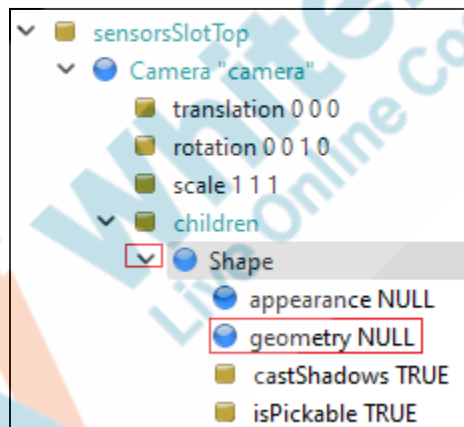 sensorsSlotTop
Camera "camera"
translation 0 0 0
rotation 0 0 1 0
scale 1 1 1
children
Shape
appearance NULL
geometry NULL
castShadows TRUE
isPickable TRUE